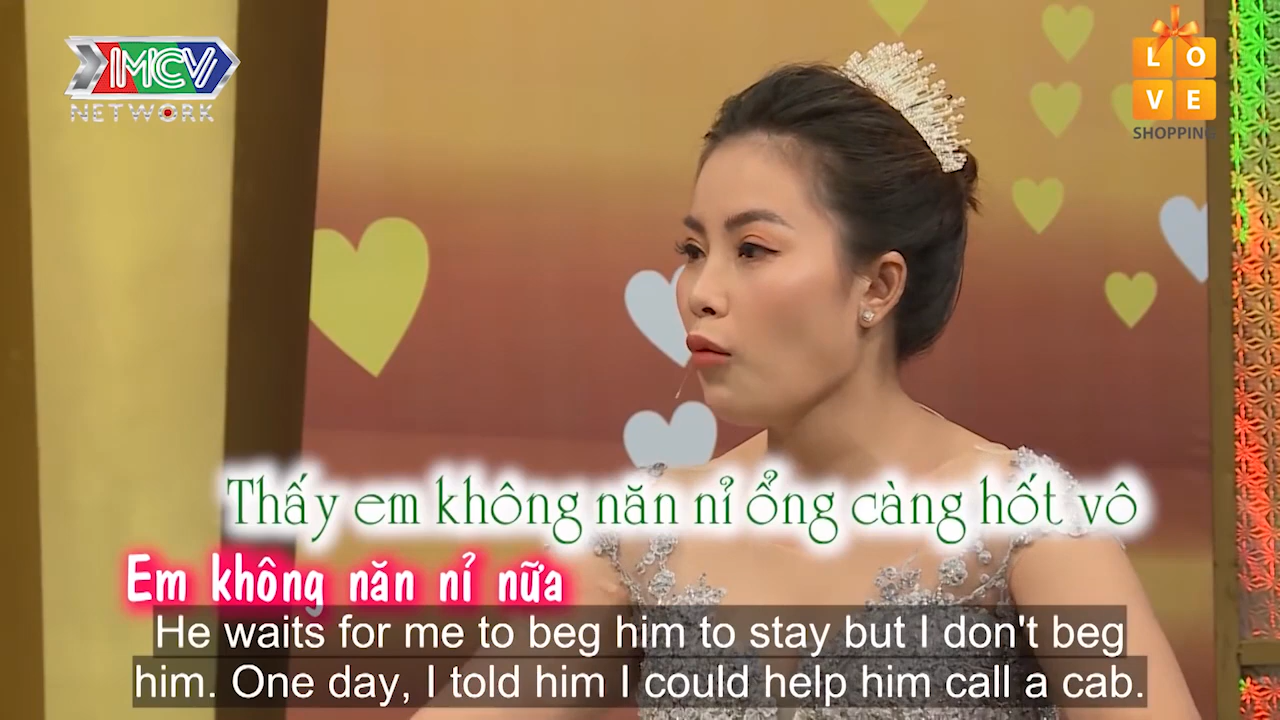 MCV
NETWORK
LO
VE
SHOPPING
Thấy em không năn nỉ ổng càng hốt vô
Em không năn nỉ nữa
He waits for me to beg him to stay but I don't beg
him. One day, I told him I could help him call a cab.